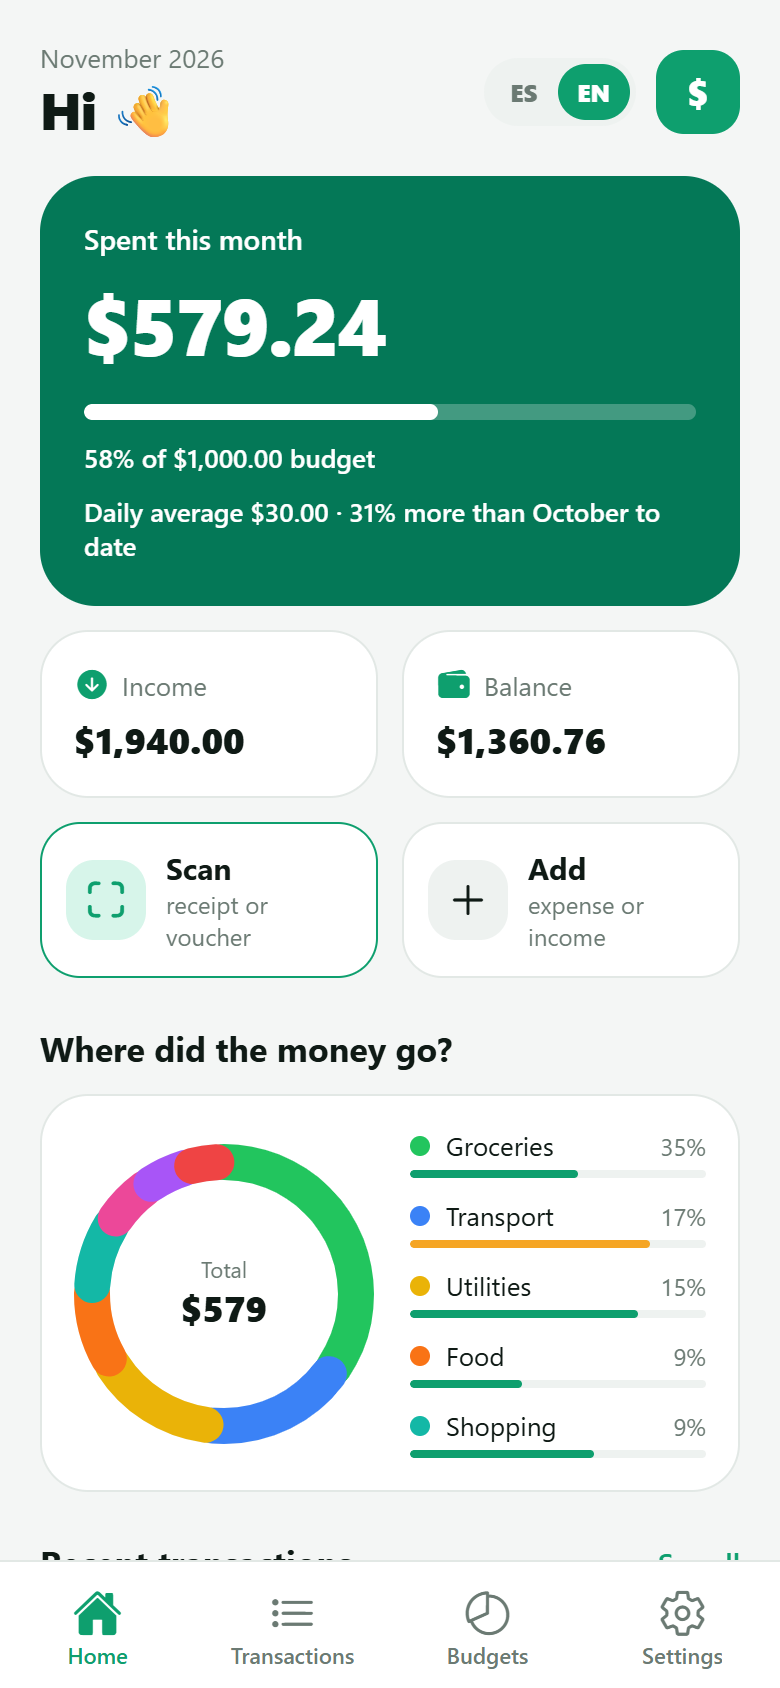 November 2026
Hi 👋
ES
EN
$
Spent this month
$579.24
58% of $1,000.00 budget
Daily average $30.00 · 31% more than October to
date
Income
$1,940.00
Balance
$1,360.76
Scan
receipt or
voucher
Add
expense or
income
Where did the money go?
Total
$579
Groceries 35%
Transport 17%
Utilities 15%
Food 9%
Shopping 9%
Recent transactions
Home
Transactions
Budgets
Settings